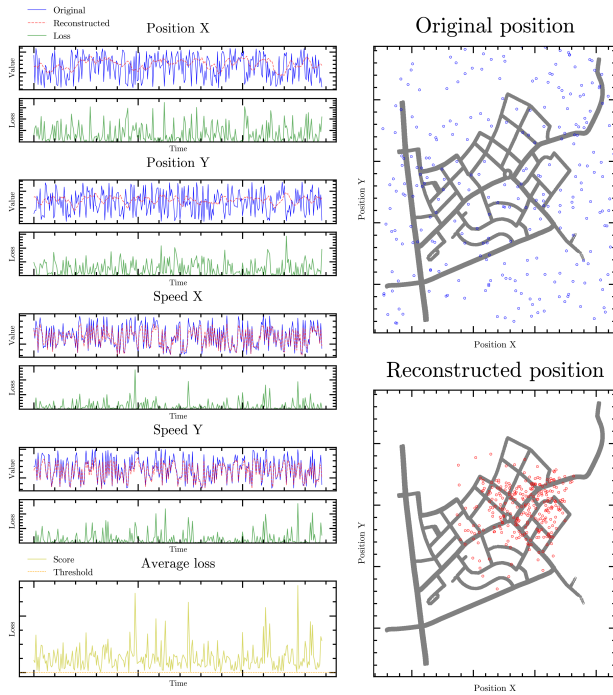 Original
Reconstructed
Loss
Position X
Value
Loss
Time
Position Y
Value
Loss
Time
Speed X
Value
Loss
Time
Speed Y
Value
Loss
Time
Score
Threshold
Average loss
Loss
Time
Original position
Position Y
Position X
Reconstructed position
Position Y
Position X